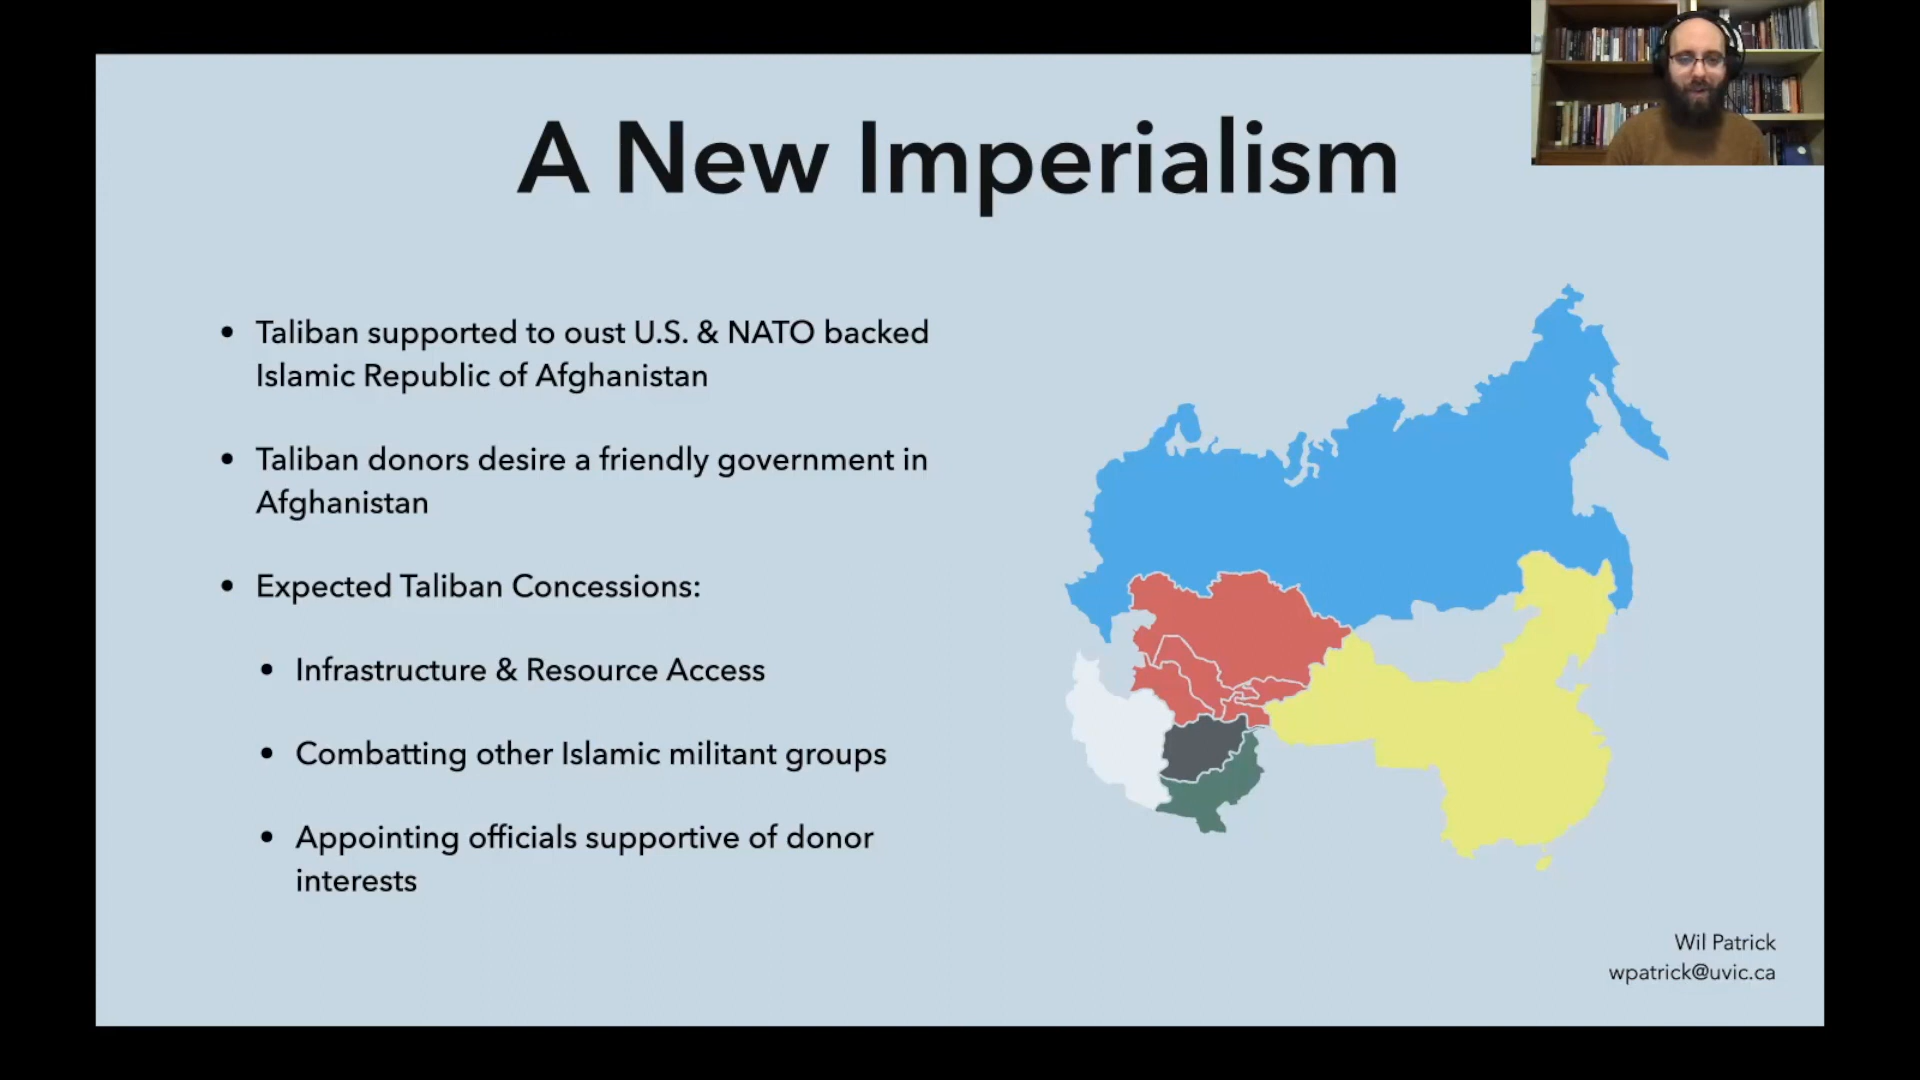 A New Imperialism
• Taliban supported to oust U.S. & NATO backed
Islamic Republic of Afghanistan
• Taliban donors desire a friendly government in
Afghanistan
• Expected Taliban Concessions:
• Infrastructure & Resource Access
• Combatting other Islamic militant groups
• Appointing officials supportive of donor
interests
Wil Patrick
wpatrick@uvic.ca